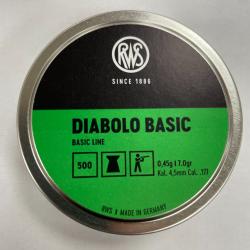 RWS
SINCE 1886
DIABOLO BASIC
BASIC LINE
500
0,45g | 7.0gr
Kal. 4,5mm Cal. .177
RWS X MADE IN GERMANY